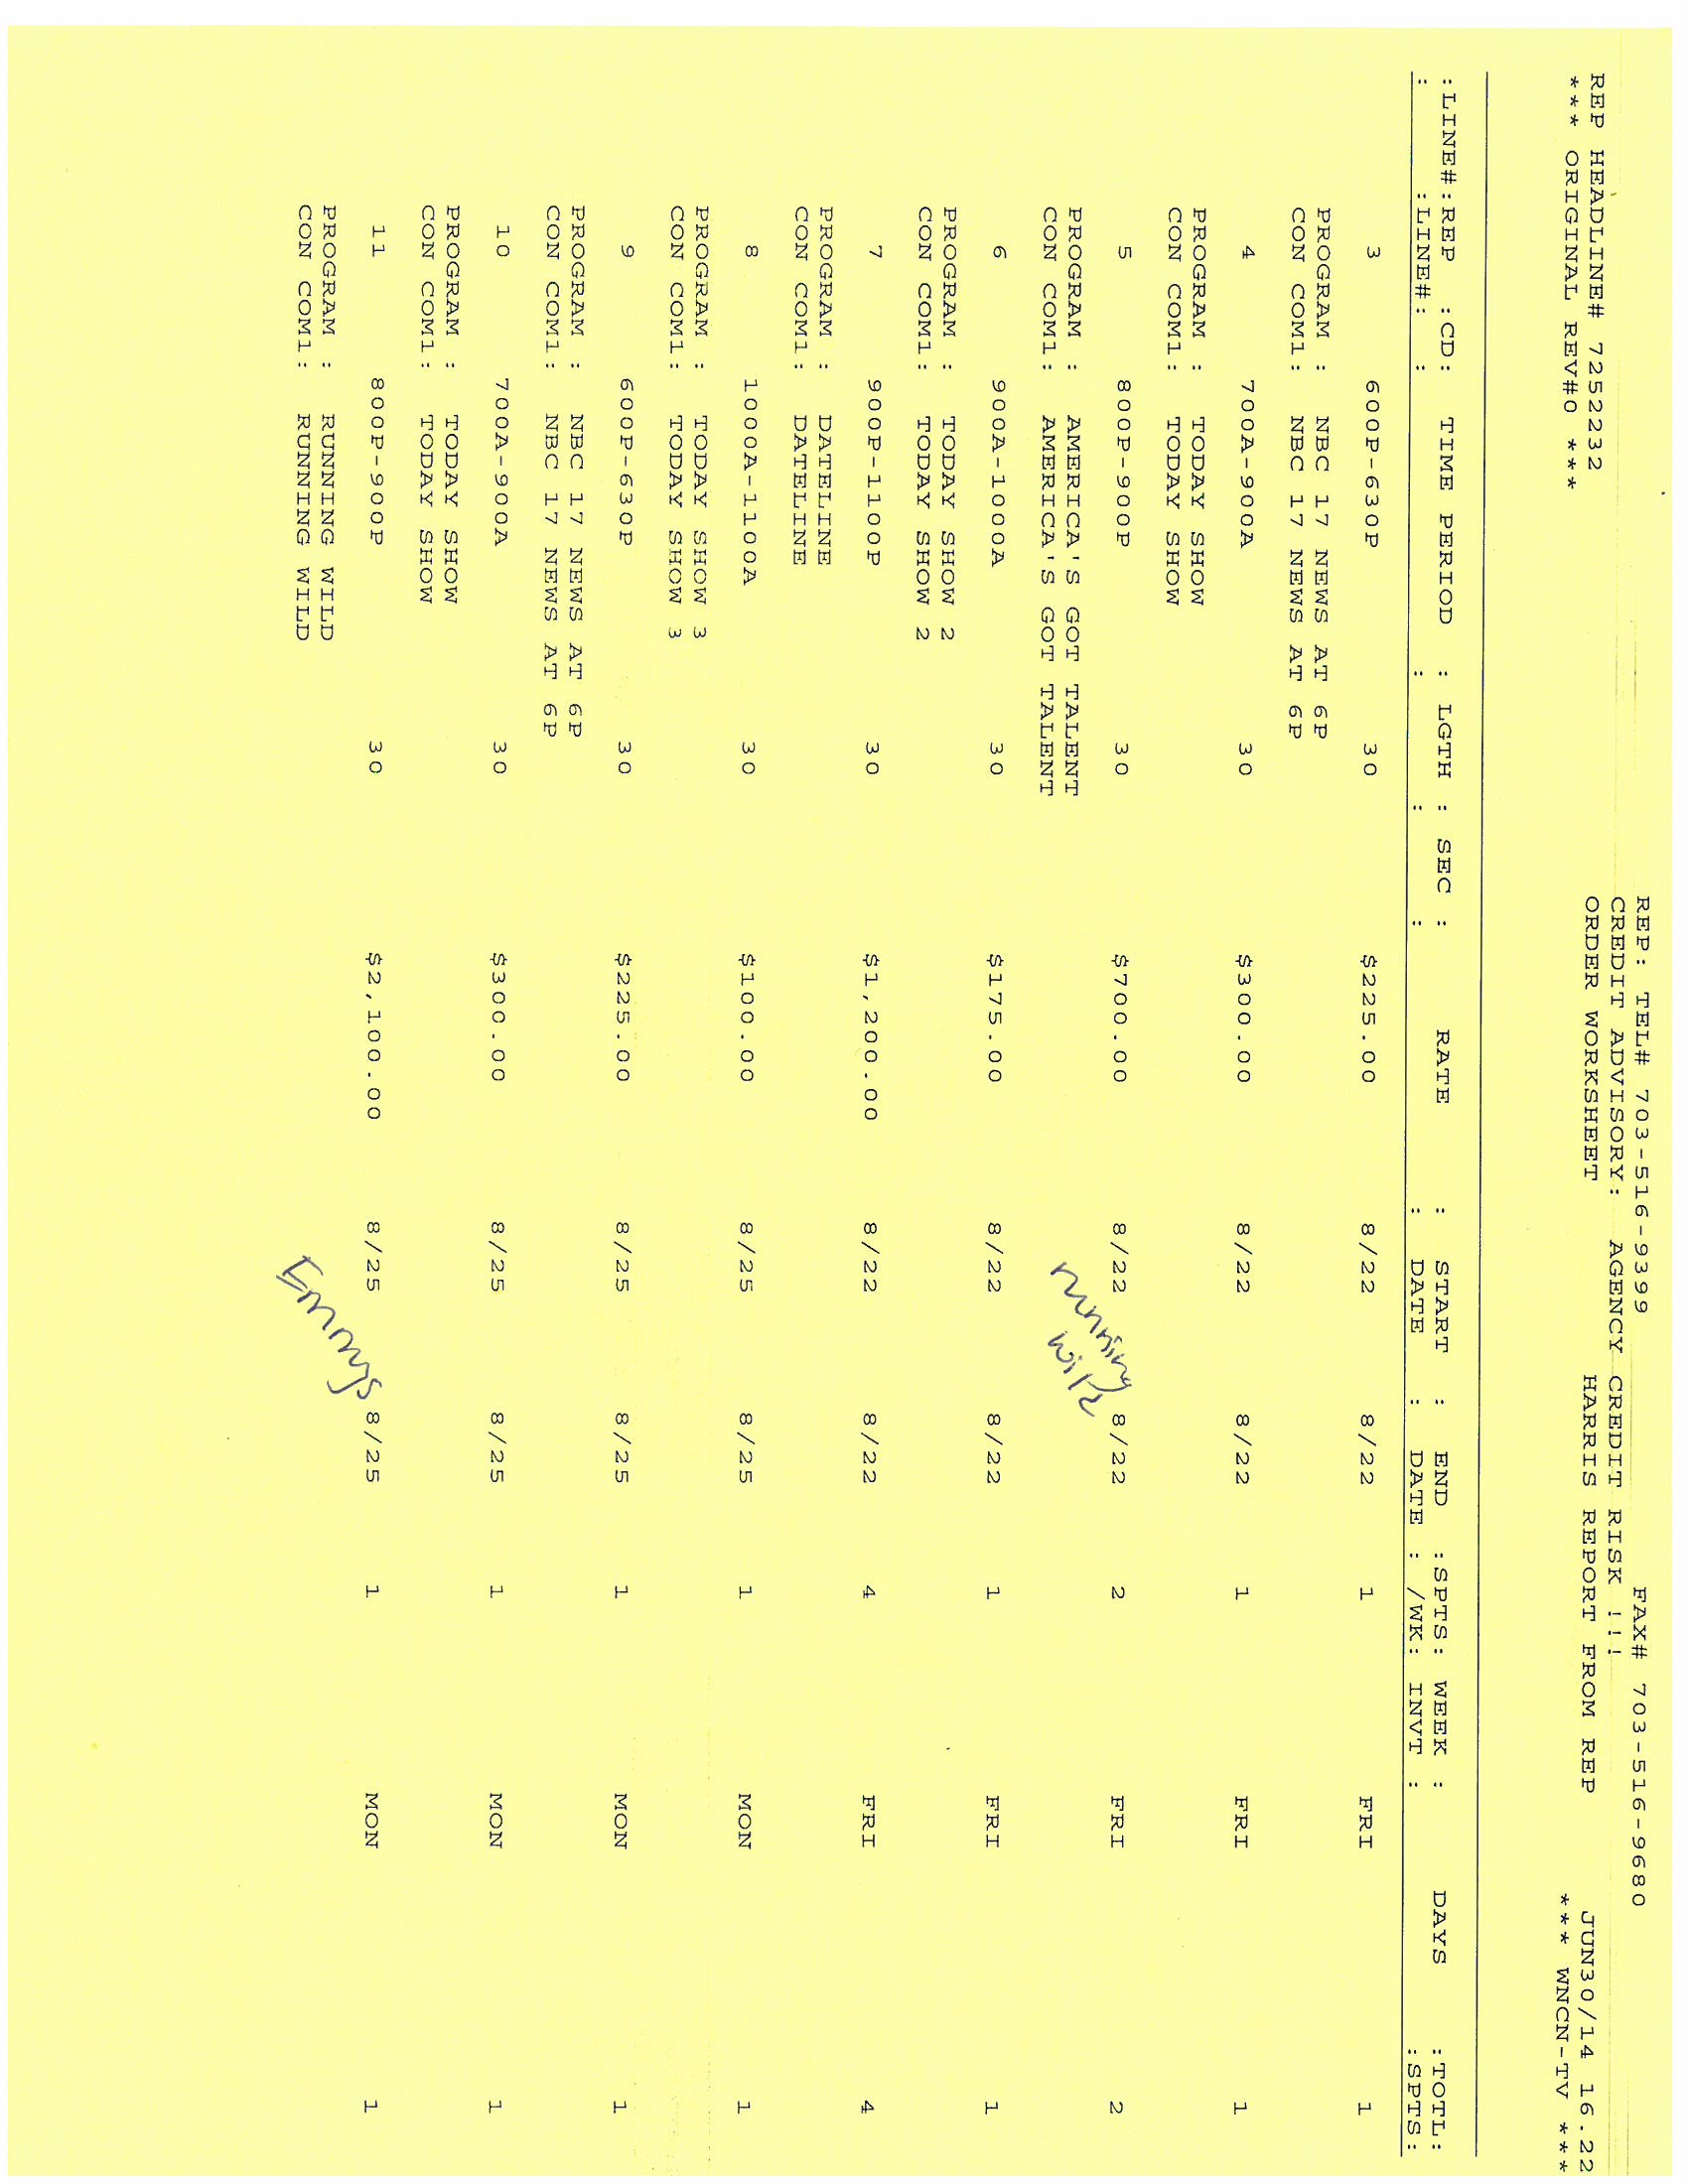 REP: TEL# 703-516-9399 FAX# 703-516-9680
CREDIT ADVISORY: AGENCY CREDIT RISK !!!
REP HEADLINE# 7252232 ORDER WORKSHEET HARRIS REPORT FROM REP JUN30/14 16.22
*** ORIGINAL REV#0 *** *** WNCN-TV ***
:LINE#:REP :CD: TIME PERIOD : LGTH : SEC : RATE : START : END :SPTS: WEEK : DAYS :TOTL:
: :LINE#: : : : : : DATE : DATE : /WK: INVT : :SPTS:
3 600P-630P 30 $225.00 8/22 8/22 1 FRI 1
PROGRAM : NBC 17 NEWS AT 6P
CON COM1: NBC 17 NEWS AT 6P
4 700A-900A 30 $300.00 8/22 8/22 1 FRI 1
PROGRAM : TODAY SHOW
CON COM1: TODAY SHOW
5 800P-900P 30 $700.00 8/22 8/22 2 FRI 2
PROGRAM : AMERICA'S GOT TALENT running
CON COM1: AMERICA'S GOT TALENT wild
6 900A-1000A 30 $175.00 8/22 8/22 1 FRI 1
PROGRAM : TODAY SHOW 2
CON COM1: TODAY SHOW 2
7 900P-1100P 30 $1,200.00 8/22 8/22 4 FRI 4
PROGRAM : DATELINE
CON COM1: DATELINE
8 1000A-1100A 30 $100.00 8/25 8/25 1 MON 1
PROGRAM : TODAY SHOW 3
CON COM1: TODAY SHOW 3
9 600P-630P 30 $225.00 8/25 8/25 1 MON 1
PROGRAM : NBC 17 NEWS AT 6P
CON COM1: NBC 17 NEWS AT 6P
10 700A-900A 30 $300.00 8/25 8/25 1 MON 1
PROGRAM : TODAY SHOW
CON COM1: TODAY SHOW
11 800P-900P 30 $2,100.00 8/25 8/25 1 MON 1
PROGRAM : RUNNING WILD Emmys
CON COM1: RUNNING WILD